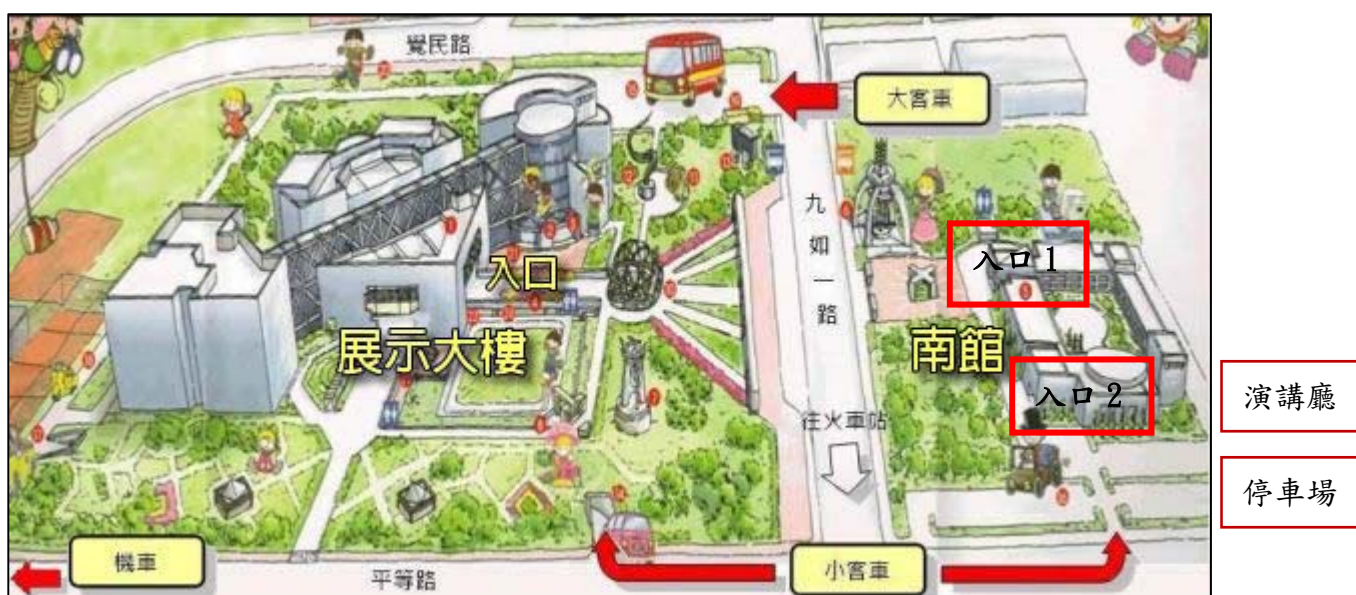 覺民路
大客車
九如一路
入口1
入口
南館
展示大樓
入口2
演講廳
往火車站
停車場
機車
平等路
小客車